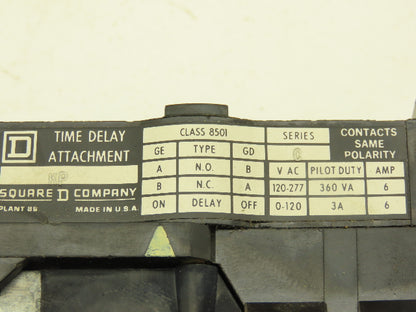 D
TIME DELAY
ATTACHMENT
SQUARE D COMPANY
PLANT 86 MADE IN U.S.A.
CLASS 8501
GE TYPE GD
A N.O. B
B N.C. A
ON DELAY OFF
SERIES
CONTACTS
SAME
POLARITY
V AC PILOT DUTY AMP
120-277 360 VA 6
0-120 3A 6